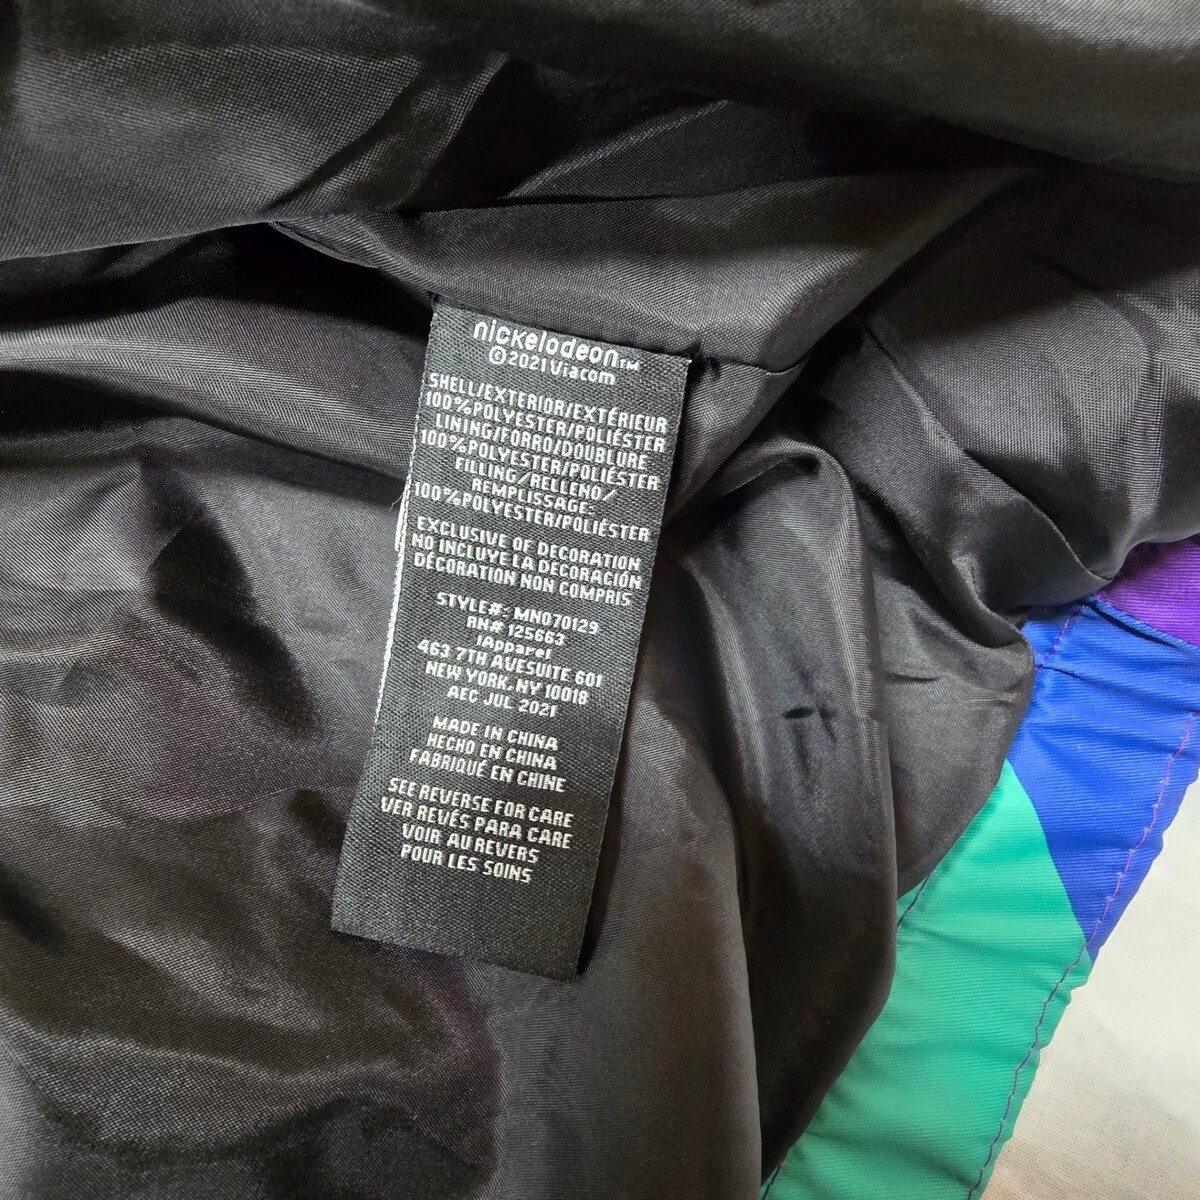 nickelodeon™
©2021 Viacom
SHELL/EXTERIOR/EXTÉRIEUR
100%POLYESTER/POLIÉSTER
LINING/FORRO/DOUBLURE
100%POLYESTER/POLIÉSTER
FILLING/RELLENO/
REMPLISSAGE:
100%POLYESTER/POLIÉSTER
EXCLUSIVE OF DECORATION
NO INCLUYE LA DECORACIÓN
DÉCORATION NON COMPRIS
STYLE#: MN070129
RN# 125663
IApparel
463 7TH AVESUITE 601
NEW YORK, NY 10018
AEC JUL 2021
MADE IN CHINA
HECHO EN CHINA
FABRIQUÉ EN CHINE
SEE REVERSE FOR CARE
VER REVÉS PARA CARE
VOIR AU REVERS
POUR LES SOINS